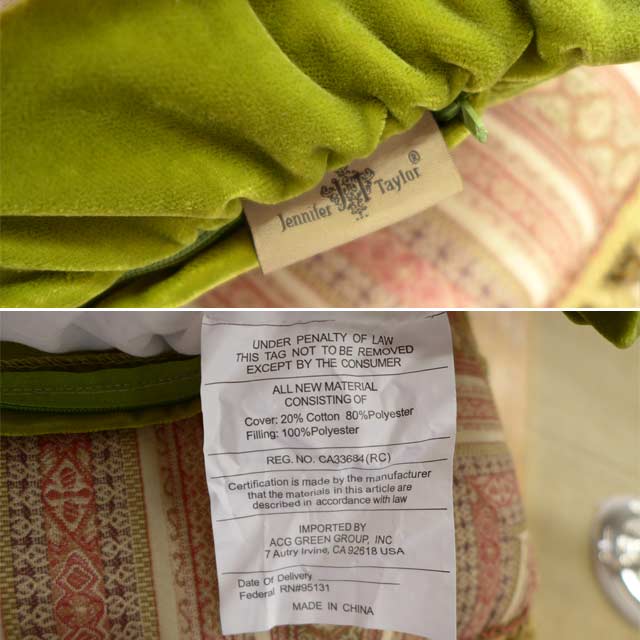 Jennifer JT Taylor®
UNDER PENALTY OF LAW
THIS TAG NOT TO BE REMOVED
EXCEPT BY THE CONSUMER
ALL NEW MATERIAL
CONSISTING OF
Cover: 20% Cotton 80%Polyester
Filling: 100%Polyester
REG. NO. CA33684(RC)
Certification is made by the manufacturer
that the materials in this article are
described in accordance with law
IMPORTED BY
ACG GREEN GROUP, INC
7 Autry Irvine, CA 92618 USA
Date Of Delivery
Federal RN#95131
MADE IN CHINA